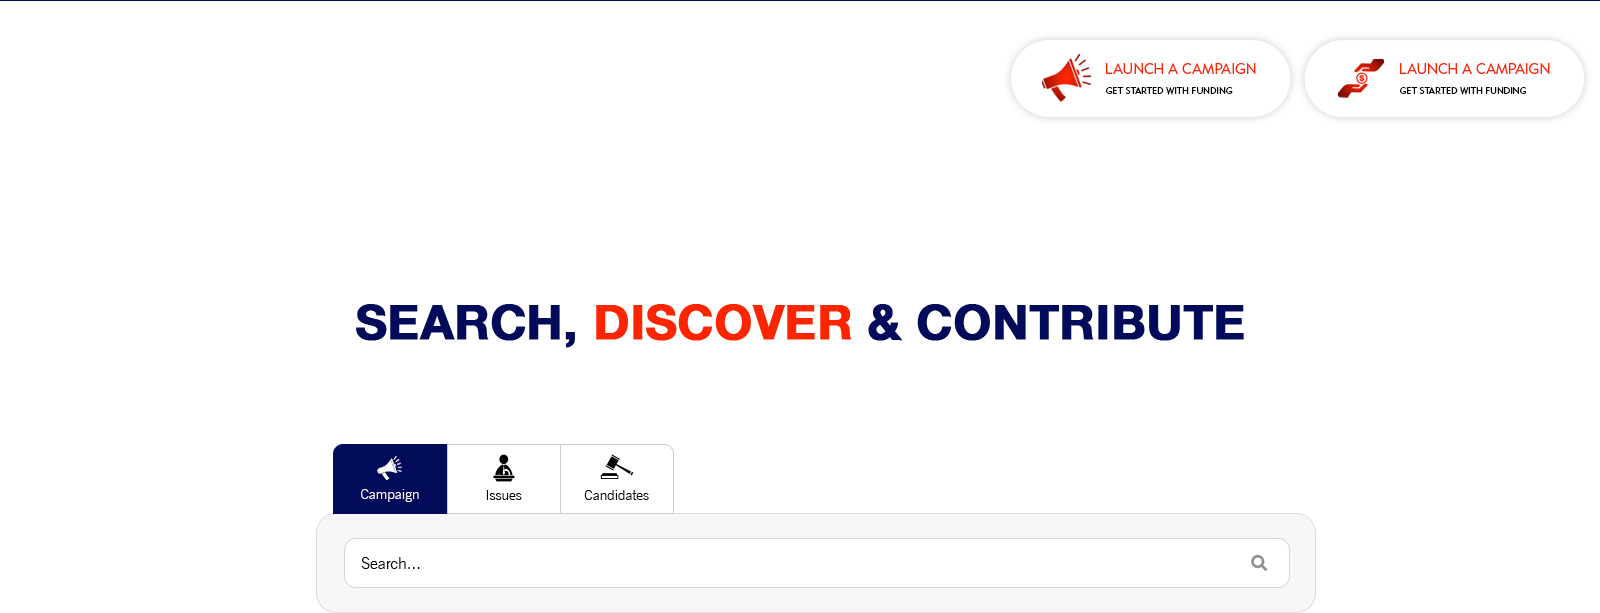 LAUNCH A CAMPAIGN
GET STARTED WITH FUNDING
LAUNCH A CAMPAIGN
GET STARTED WITH FUNDING
SEARCH, DISCOVER & CONTRIBUTE
Campaign
Issues
Candidates
Search...